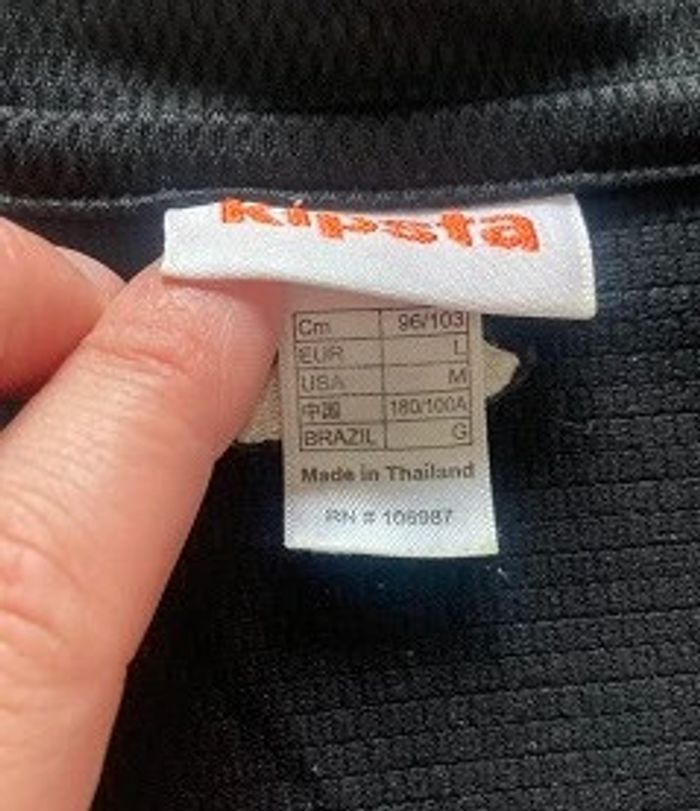 Kipsta
Cm 96/103
EUR L
USA M
中国 180/100A
BRAZIL G
Made in Thailand
RN # 106987